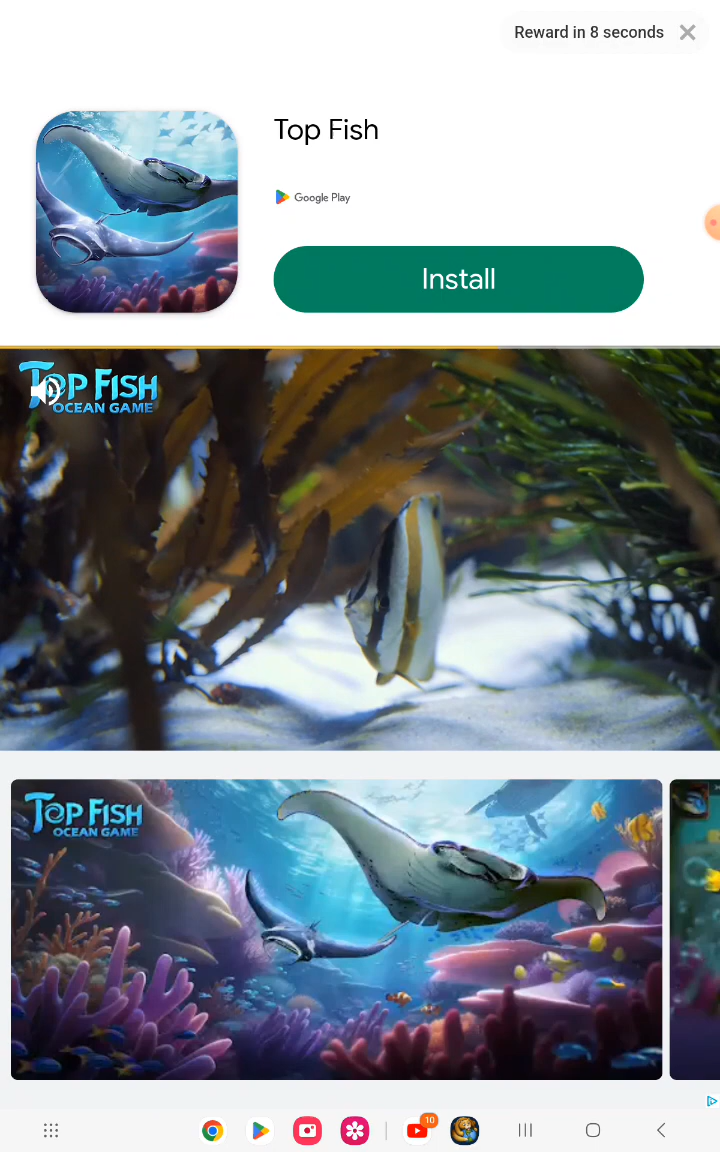 Reward in 8 seconds
Top Fish
Google Play
Install
TOP FISH
OCEAN GAME
TOP FISH
OCEAN GAME
10